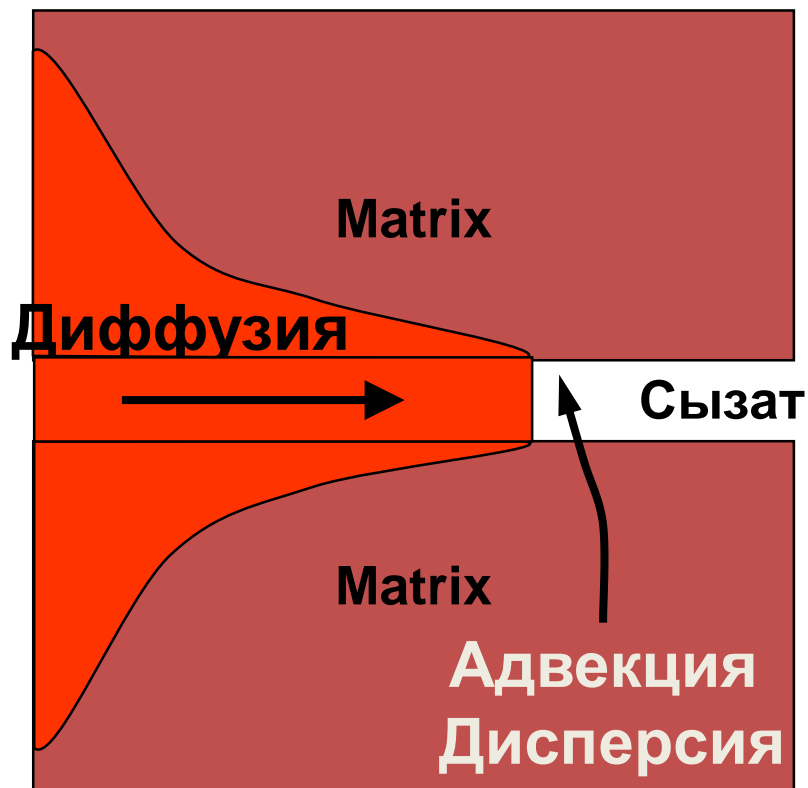 Matrix
Диффузия
Сызат
Matrix
Адвекция
Дисперсия